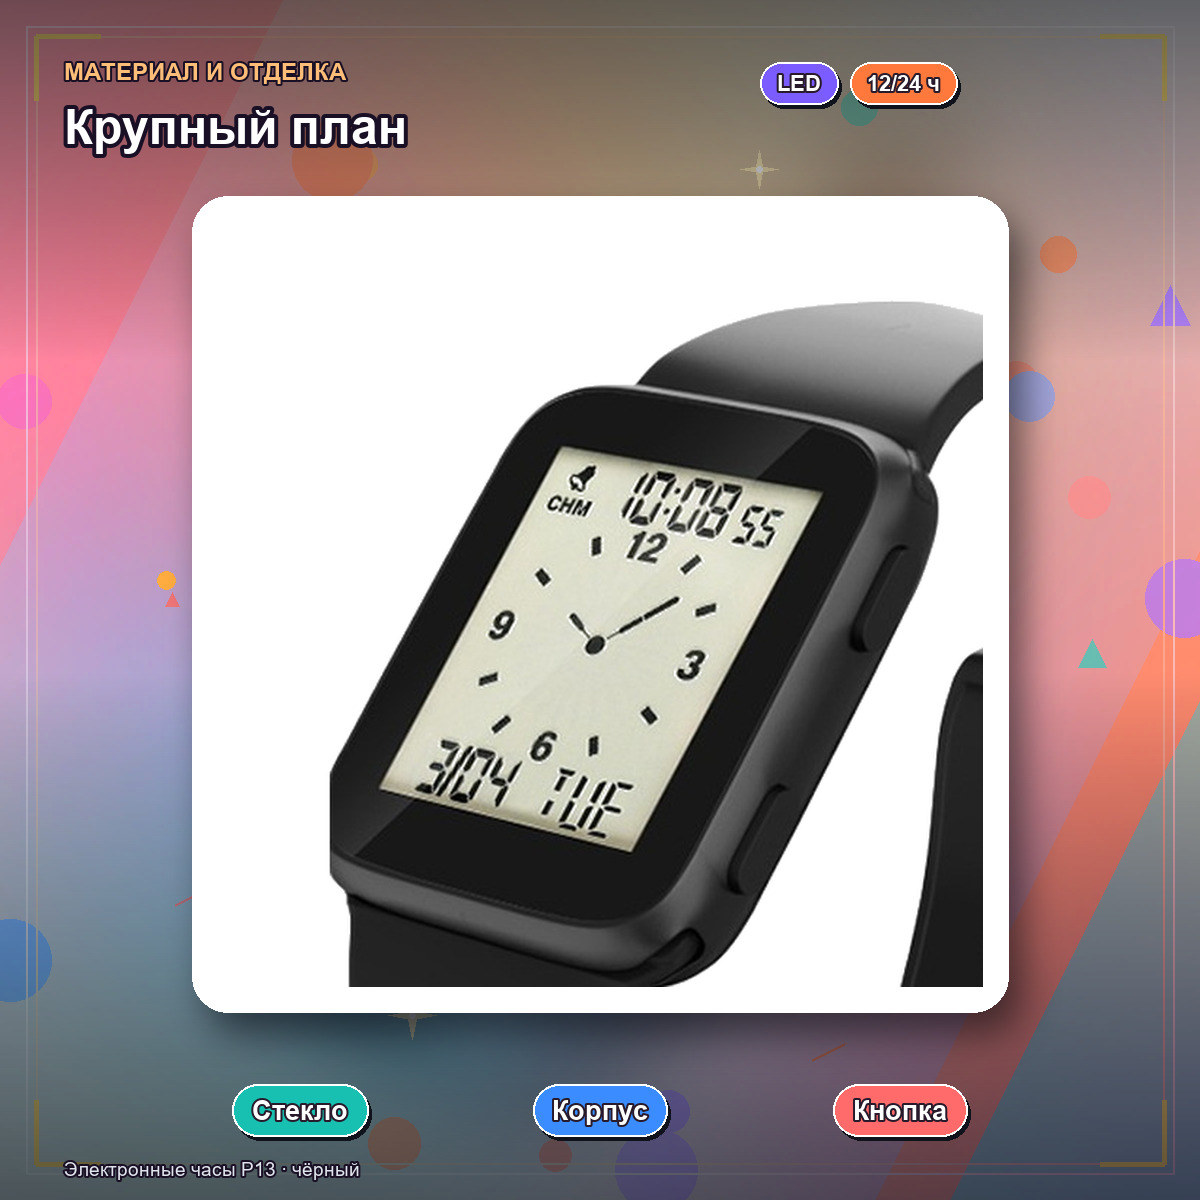 МАТЕРИАЛ И ОТДЕЛКА
Крупный план
LED
12/24 ч
CHM
10:08 55
12
9
3
6
3/04 TUE
Стекло
Корпус
Кнопка
Электронные часы P13 · чёрный